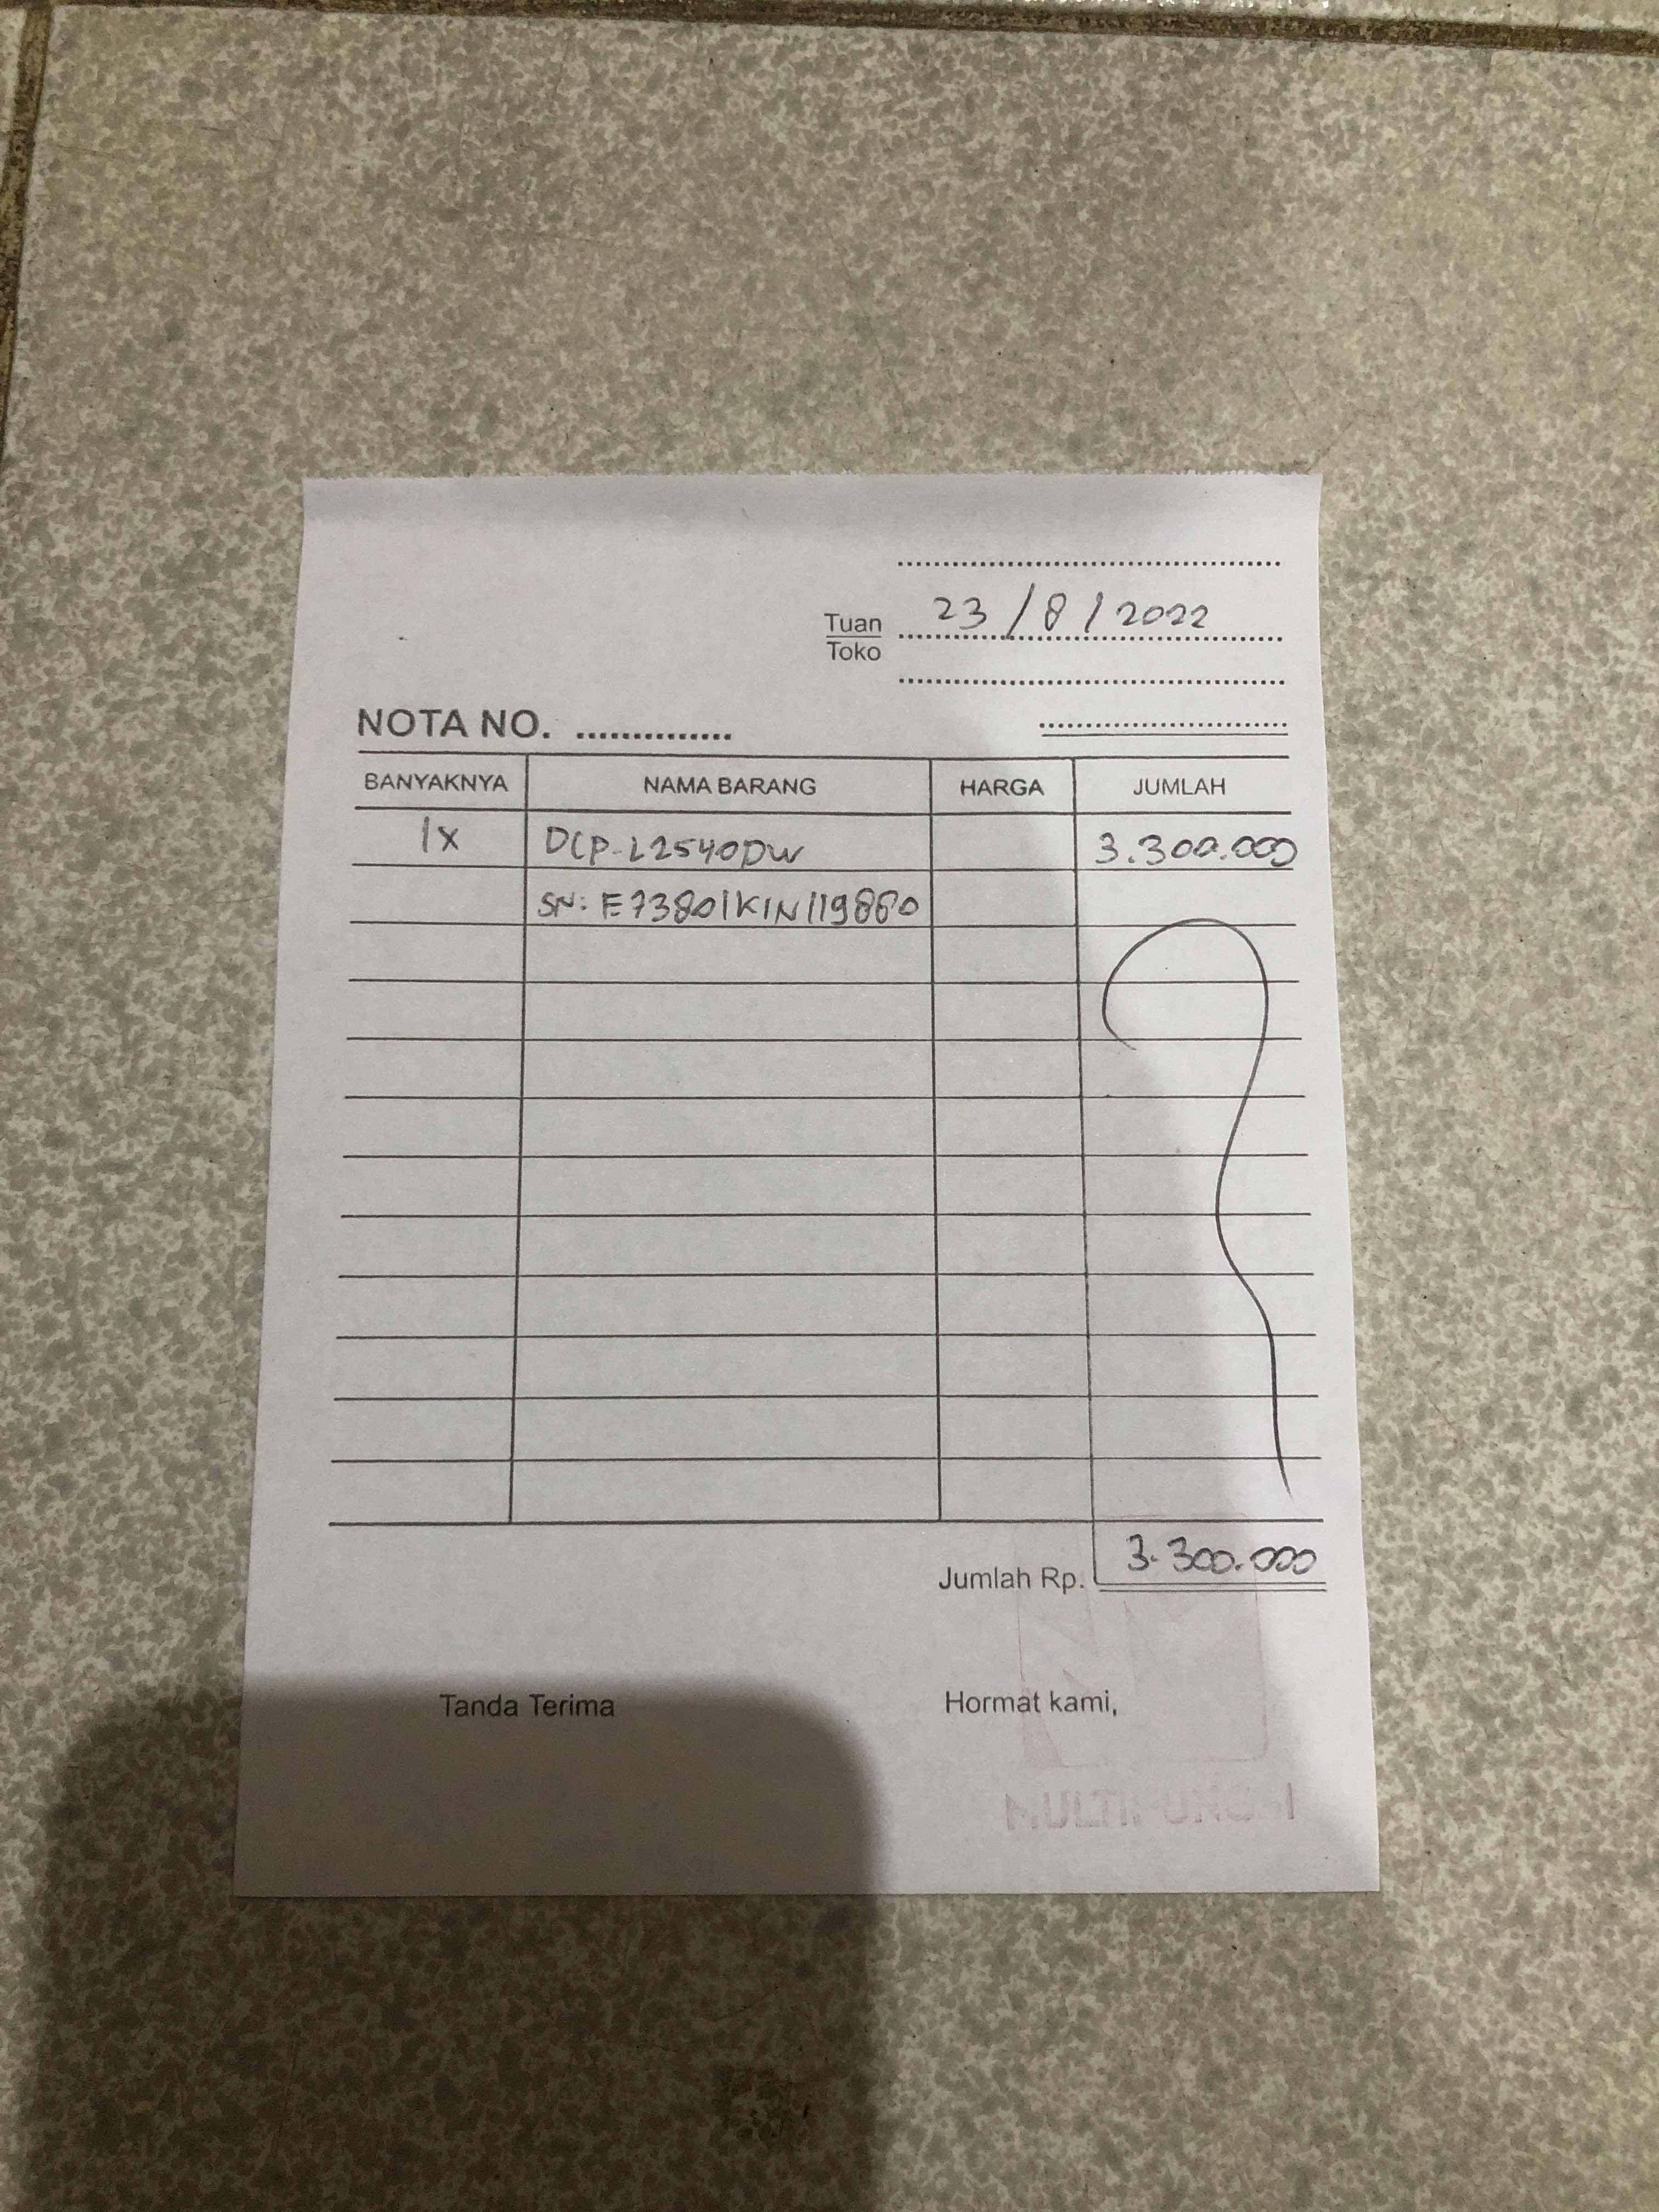 23/8/2022
Tuan
Toko
NOTA NO. ..............
BANYAKNYA NAMA BARANG HARGA JUMLAH
1x DCP-L2540DW 3.300.000
SN: E73801K1N119880
Jumlah Rp. 3.300.000
Tanda Terima Hormat kami,
MULTIFUNGSI